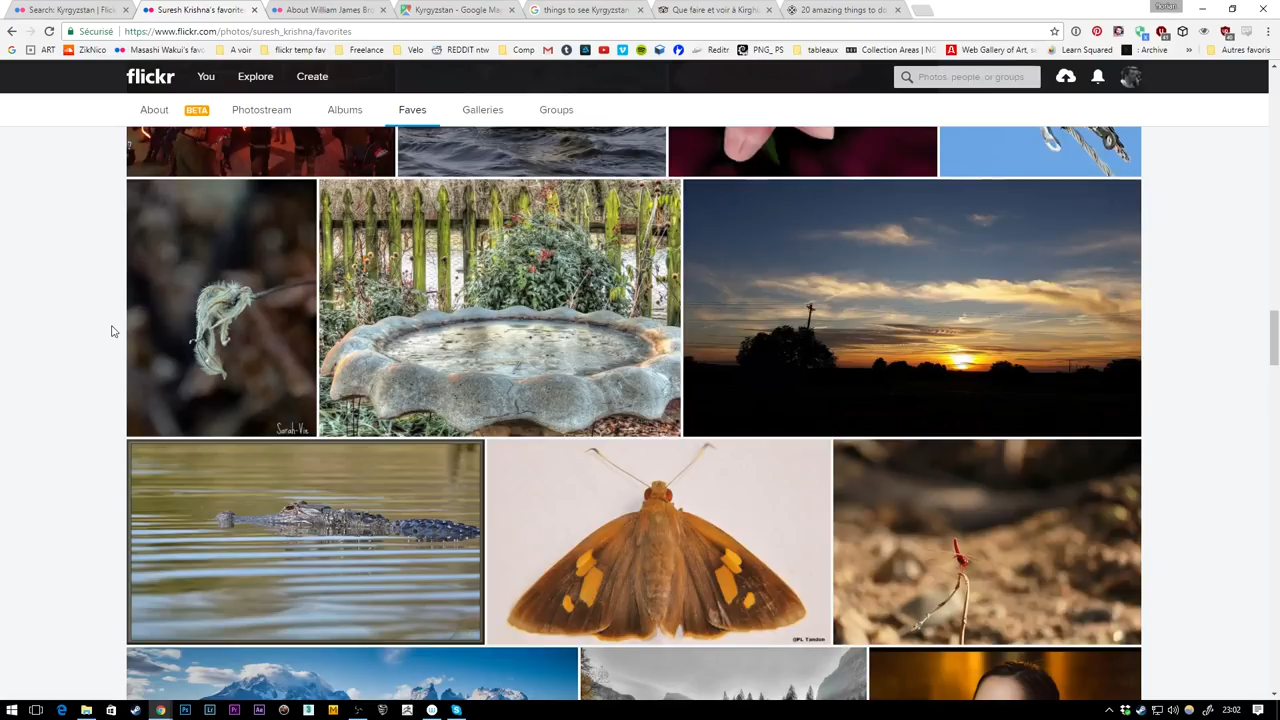 Search: Kyrgyzstan | Flickr
Suresh Krishna's favorite
About William James Bro
Kyrgyzstan - Google Ma
things to see Kyrgyzstan
Que faire et voir à Kirgh
20 amazing things to do
florian
Sécurisé
https://www.flickr.com/photos/suresh_krishna/favorites
ART
ZikNico
Masashi Wakui's favo
A voir
flickr temp fav
Freelance
Velo
REDDIT ntw
Comp
Reditr
PNG_PS
tableaux
Collection Areas | NG
Web Gallery of Art, s
Learn Squared
: Archive
»
Autres favoris
flickr
You
Explore
Create
Photos, people, or groups
About
BETA
Photostream
Albums
Faves
Galleries
Groups
Sarah-Vie
©PL Tandon
23:02